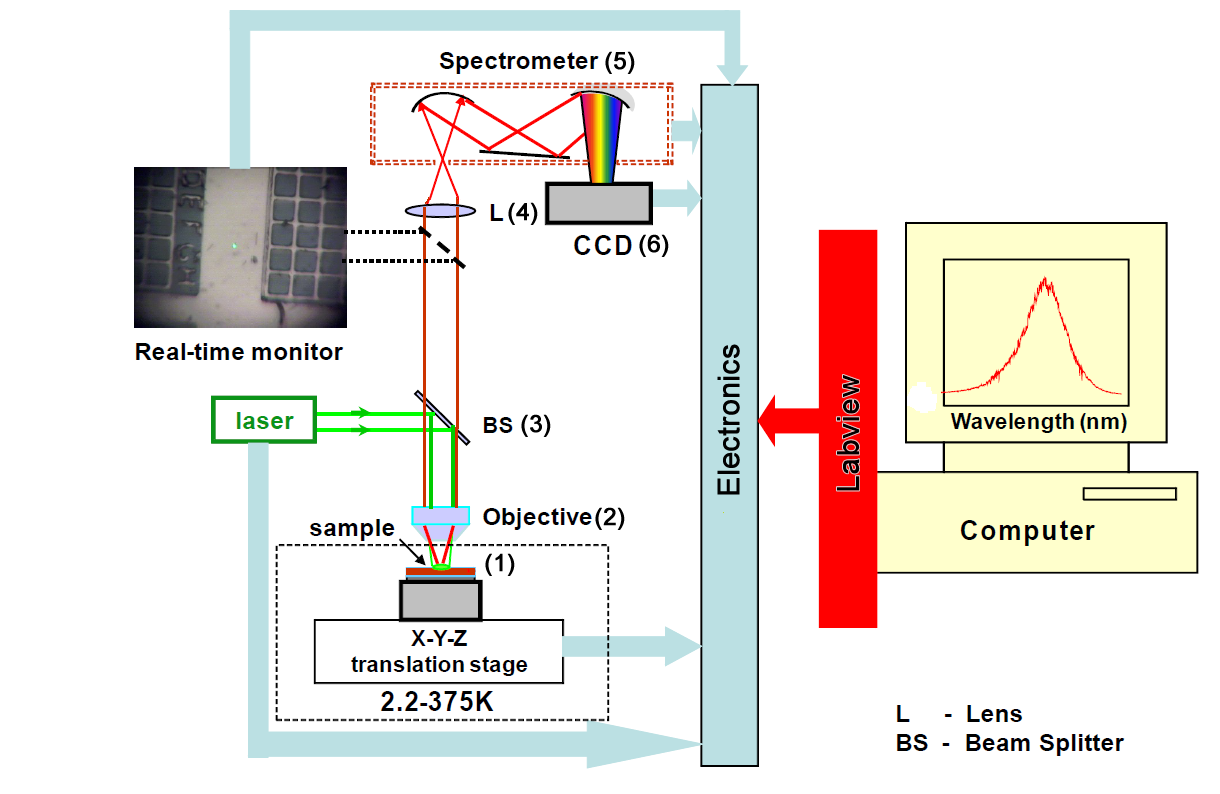 Spectrometer (5)
L (4)
CCD (6)
Real-time monitor
laser
BS (3)
Objective (2)
sample
(1)
X-Y-Z
translation stage
2.2-375K
Electronics
Labview
Wavelength (nm)
Computer
L - Lens
BS - Beam Splitter